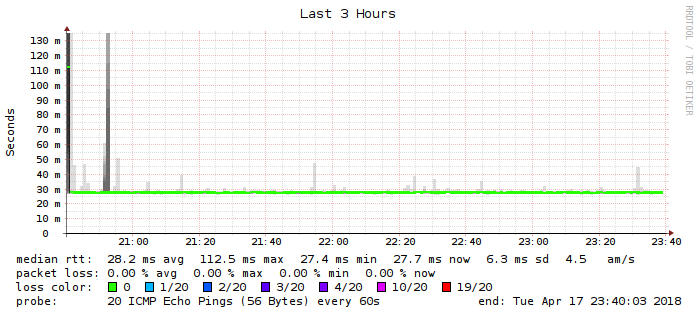 Last 3 Hours
RRDTOOL / TOBI OETIKER
Seconds
130 m
120 m
110 m
100 m
90 m
80 m
70 m
60 m
50 m
40 m
30 m
20 m
10 m
0
21:00 21:20 21:40 22:00 22:20 22:40 23:00 23:20 23:40
median rtt: 28.2 ms avg 112.5 ms max 27.4 ms min 27.7 ms now 6.3 ms sd 4.5 am/s
packet loss: 0.00 % avg 0.00 % max 0.00 % min 0.00 % now
loss color: 0 1/20 2/20 3/20 4/20 10/20 19/20
probe: 20 ICMP Echo Pings (56 Bytes) every 60s end: Tue Apr 17 23:40:03 2018